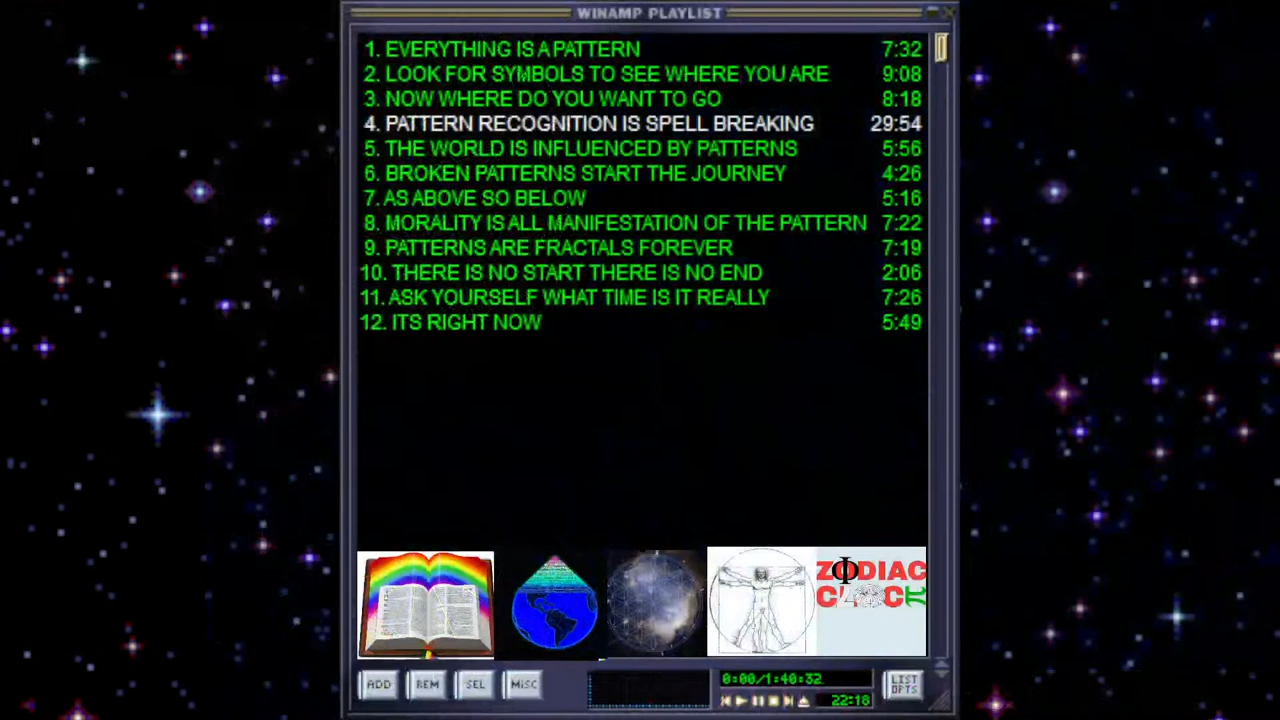 WINAMP PLAYLIST
1. EVERYTHING IS A PATTERN 7:32
2. LOOK FOR SYMBOLS TO SEE WHERE YOU ARE 9:08
3. NOW WHERE DO YOU WANT TO GO 8:18
4. PATTERN RECOGNITION IS SPELL BREAKING 29:54
5. THE WORLD IS INFLUENCED BY PATTERNS 5:56
6. BROKEN PATTERNS START THE JOURNEY 4:26
7. AS ABOVE SO BELOW 5:16
8. MORALITY IS ALL MANIFESTATION OF THE PATTERN 7:22
9. PATTERNS ARE FRACTALS FOREVER 7:19
10. THERE IS NO START THERE IS NO END 2:06
11. ASK YOURSELF WHAT TIME IS IT REALLY 7:26
12. ITS RIGHT NOW 5:49
ZΦDIAC
ADD REM SEL MISC 0:00/1:40:32 LIST
OPTS
22:18